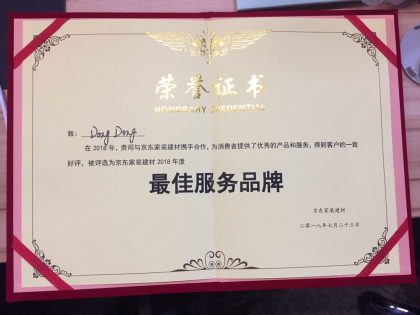 荣誉证书
HONORARY CREDENTIAL
致： Dong Dong
在2018年，贵司与京东家装建材携手合作，为消费者提供了优秀的产品和服务，得到客户的一致
好评，被评选为京东家装建材2018年度
最佳服务品牌
京东家装建材
二零一八年七月二十三日